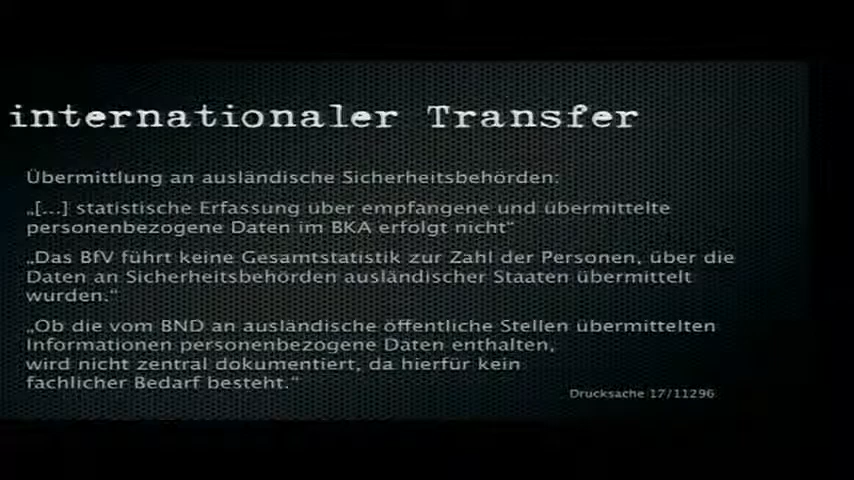 internationaler Transfer
Übermittlung an ausländische Sicherheitsbehörden:
„[...] statistische Erfassung über empfangene und übermittelte
personenbezogene Daten im BKA erfolgt nicht“
„Das BfV führt keine Gesamtstatistik zur Zahl der Personen, über die
Daten an Sicherheitsbehörden ausländischer Staaten übermittelt
wurden.“
„Ob die vom BND an ausländische öffentliche Stellen übermittelten
Informationen personenbezogene Daten enthalten,
wird nicht zentral dokumentiert, da hierfür kein
fachlicher Bedarf besteht.“
Drucksache 17/11296